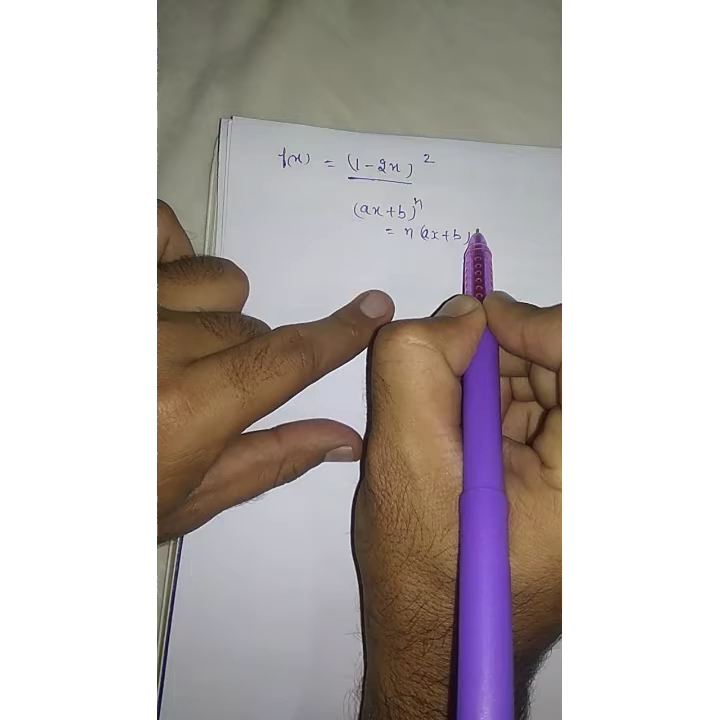 f(x) = (1-2x)²
(ax+b)ⁿ
= n(ax+b)